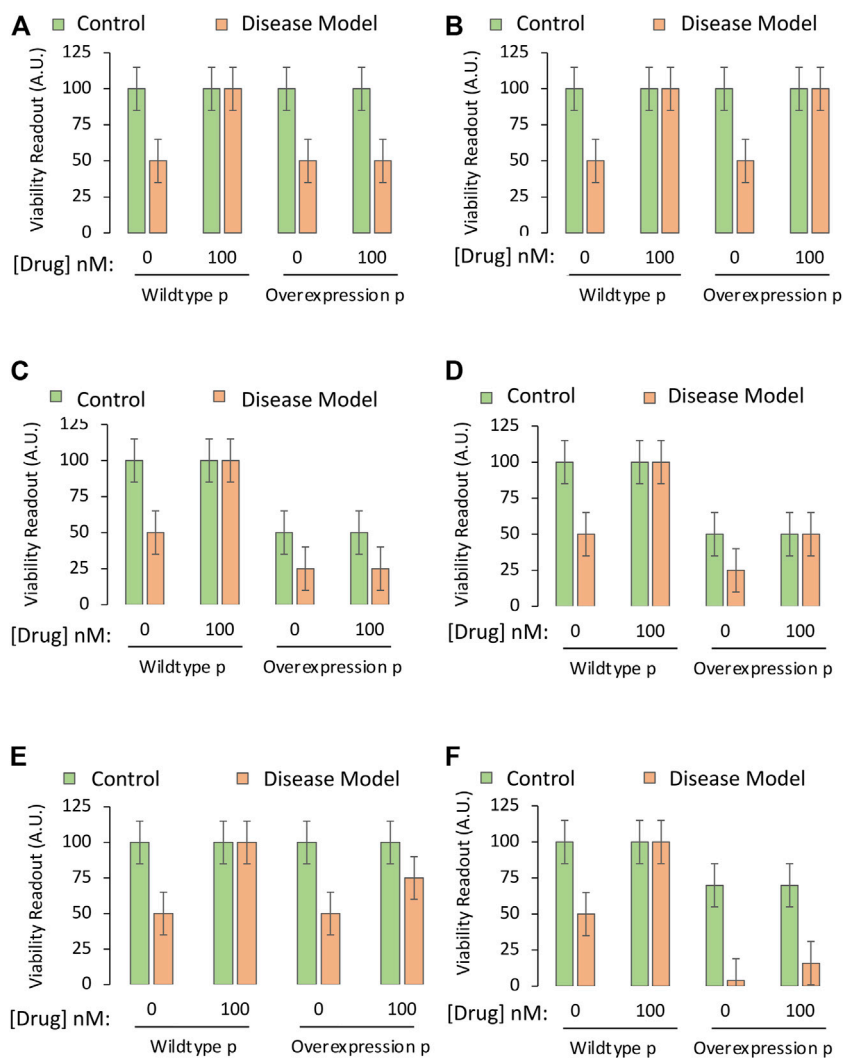 A
Control
Disease Model
Viability Readout (A.U.)
125
100
75
50
25
0
[Drug] nM:
0
100
0
100
Wildtype p
Overexpression p
B
Control
Disease Model
Viability Readout (A.U.)
125
100
75
50
25
0
[Drug] nM:
0
100
0
100
Wildtype p
Overexpression p
C
Control
Disease Model
Viability Readout (A.U.)
125
100
75
50
25
0
[Drug] nM:
0
100
0
100
Wildtype p
Overexpression p
D
Control
Disease Model
Viability Readout (A.U.)
125
100
75
50
25
0
[Drug] nM:
0
100
0
100
Wildtype p
Overexpression p
E
Control
Disease Model
Viability Readout (A.U.)
125
100
75
50
25
0
[Drug] nM:
0
100
0
100
Wildtype p
Overexpression p
F
Control
Disease Model
Viability Readout (A.U.)
125
100
75
50
25
0
[Drug] nM:
0
100
0
100
Wildtype p
Overexpression p